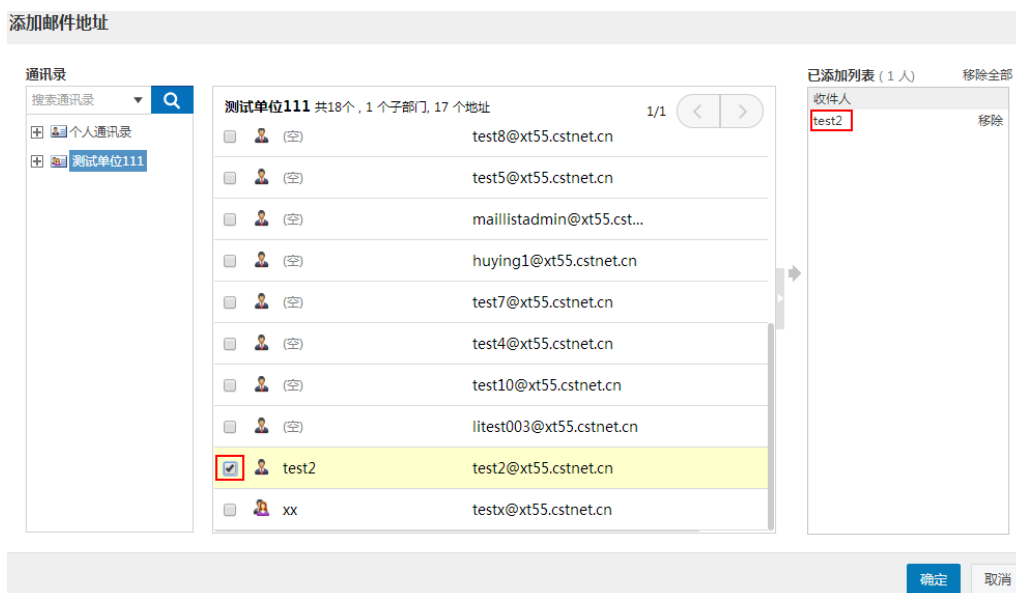 添加邮件地址
通讯录
搜索通讯录
个人通讯录
测试单位111
测试单位111 共18个 , 1 个子部门, 17 个地址
1/1
(空) test8@xt55.cstnet.cn
(空) test5@xt55.cstnet.cn
(空) maillistadmin@xt55.cst...
(空) huying1@xt55.cstnet.cn
(空) test7@xt55.cstnet.cn
(空) test4@xt55.cstnet.cn
(空) test10@xt55.cstnet.cn
(空) litest003@xt55.cstnet.cn
test2 test2@xt55.cstnet.cn
xx testx@xt55.cstnet.cn
已添加列表 ( 1 人) 移除全部
收件人
test2 移除
确定 取消